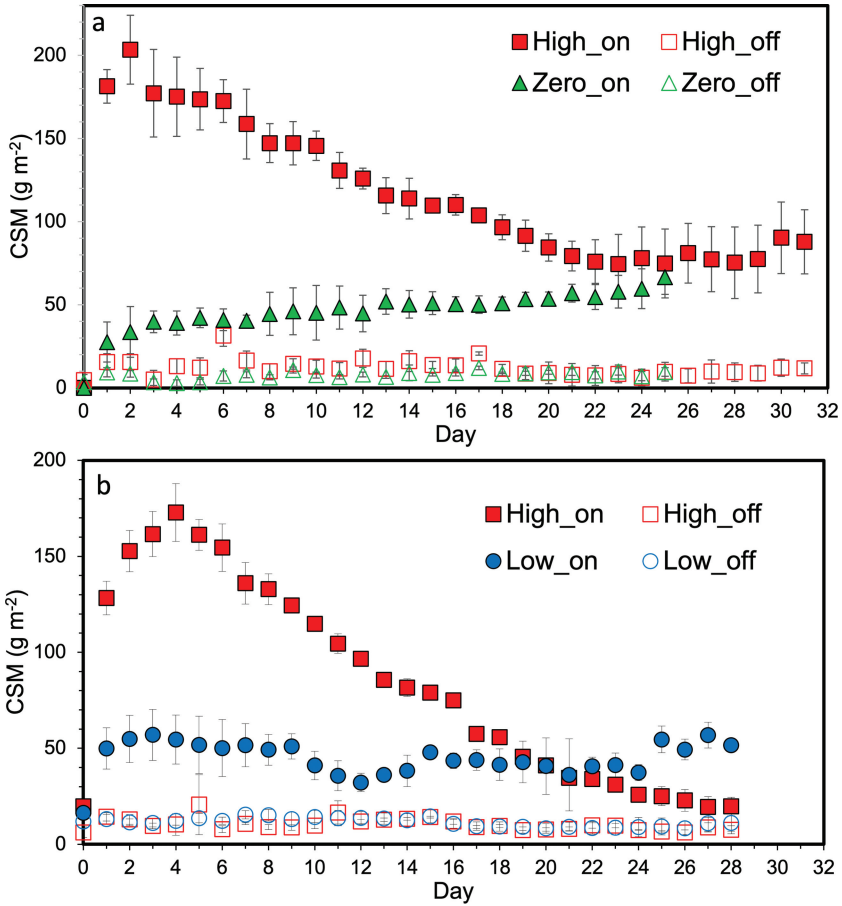 a
High_on High_off
Zero_on Zero_off
200
150
100
50
0
CSM (g m-2)
0 2 4 6 8 10 12 14 16 18 20 22 24 26 28 30 32
Day
b
High_on High_off
Low_on Low_off
200
150
100
50
0
CSM (g m-2)
0 2 4 6 8 10 12 14 16 18 20 22 24 26 28 30 32
Day